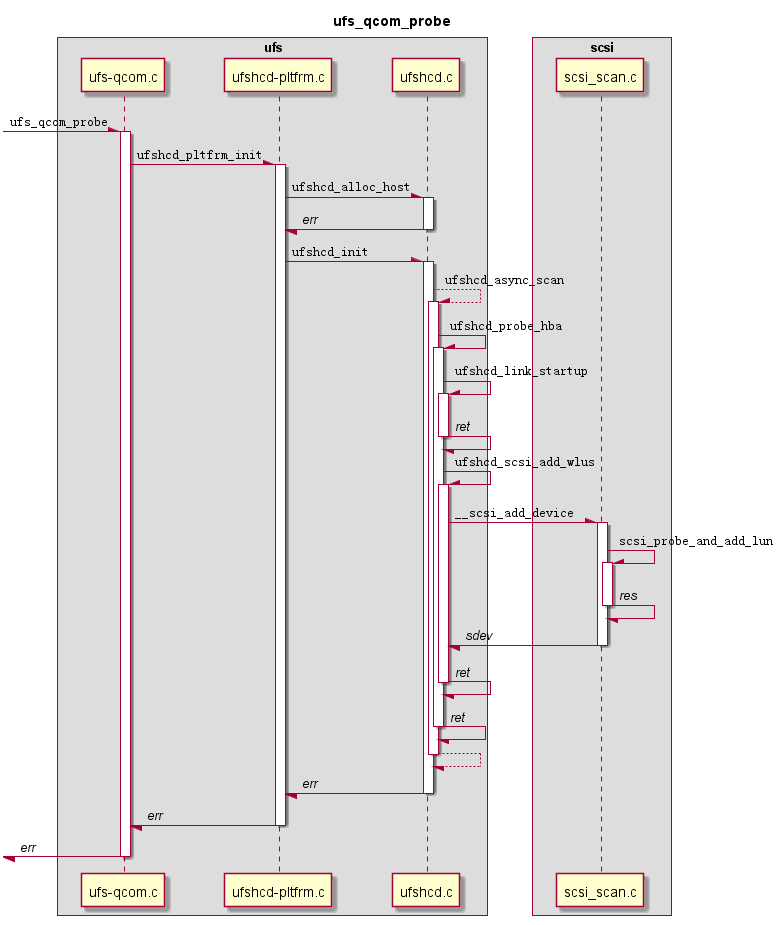 ufs_qcom_probe
ufs
scsi
ufs-qcom.c
ufshcd-pltfrm.c
ufshcd.c
scsi_scan.c
ufs_qcom_probe
ufshcd_pltfrm_init
ufshcd_alloc_host
err
ufshcd_init
ufshcd_async_scan
ufshcd_probe_hba
ufshcd_link_startup
ret
ufshcd_scsi_add_wlus
__scsi_add_device
scsi_probe_and_add_lun
res
sdev
ret
ret
err
err
err
ufs-qcom.c
ufshcd-pltfrm.c
ufshcd.c
scsi_scan.c